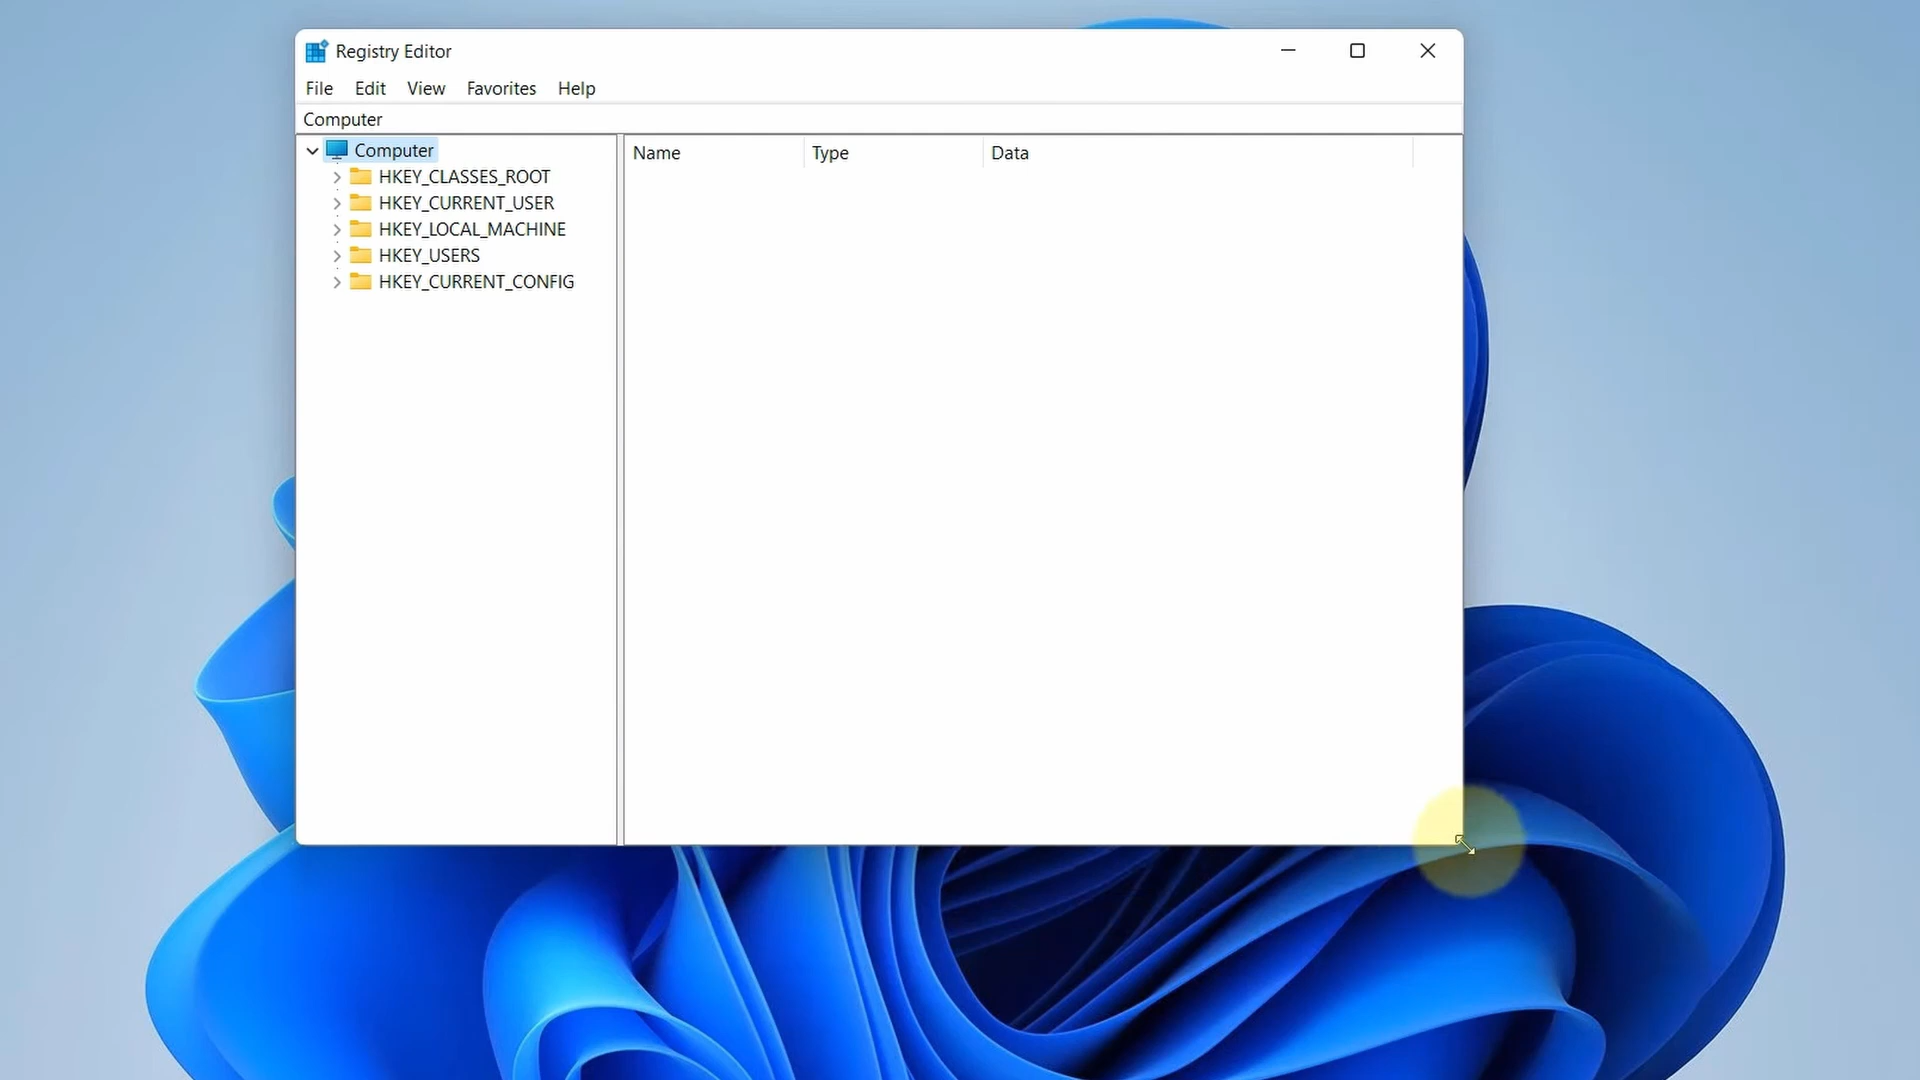 Registry Editor
File Edit View Favorites Help
Computer
Computer
HKEY_CLASSES_ROOT
HKEY_CURRENT_USER
HKEY_LOCAL_MACHINE
HKEY_USERS
HKEY_CURRENT_CONFIG
Name Type Data